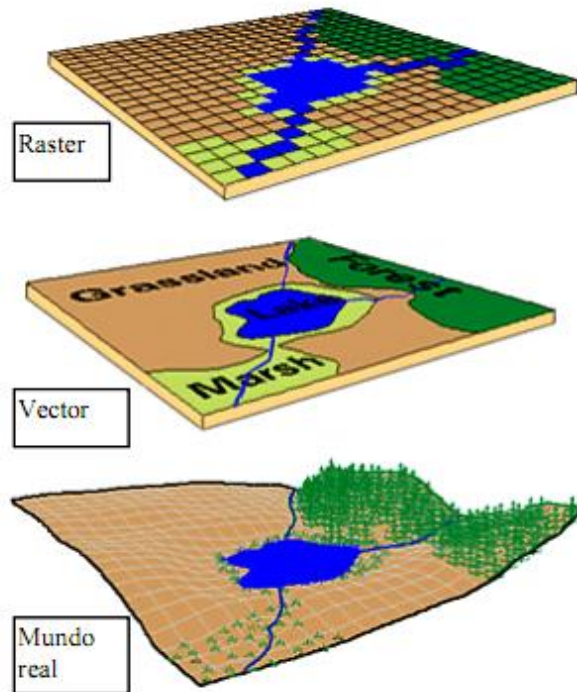 Raster
Grassland
Forest
Lake
Marsh
Vector
Mundo
real